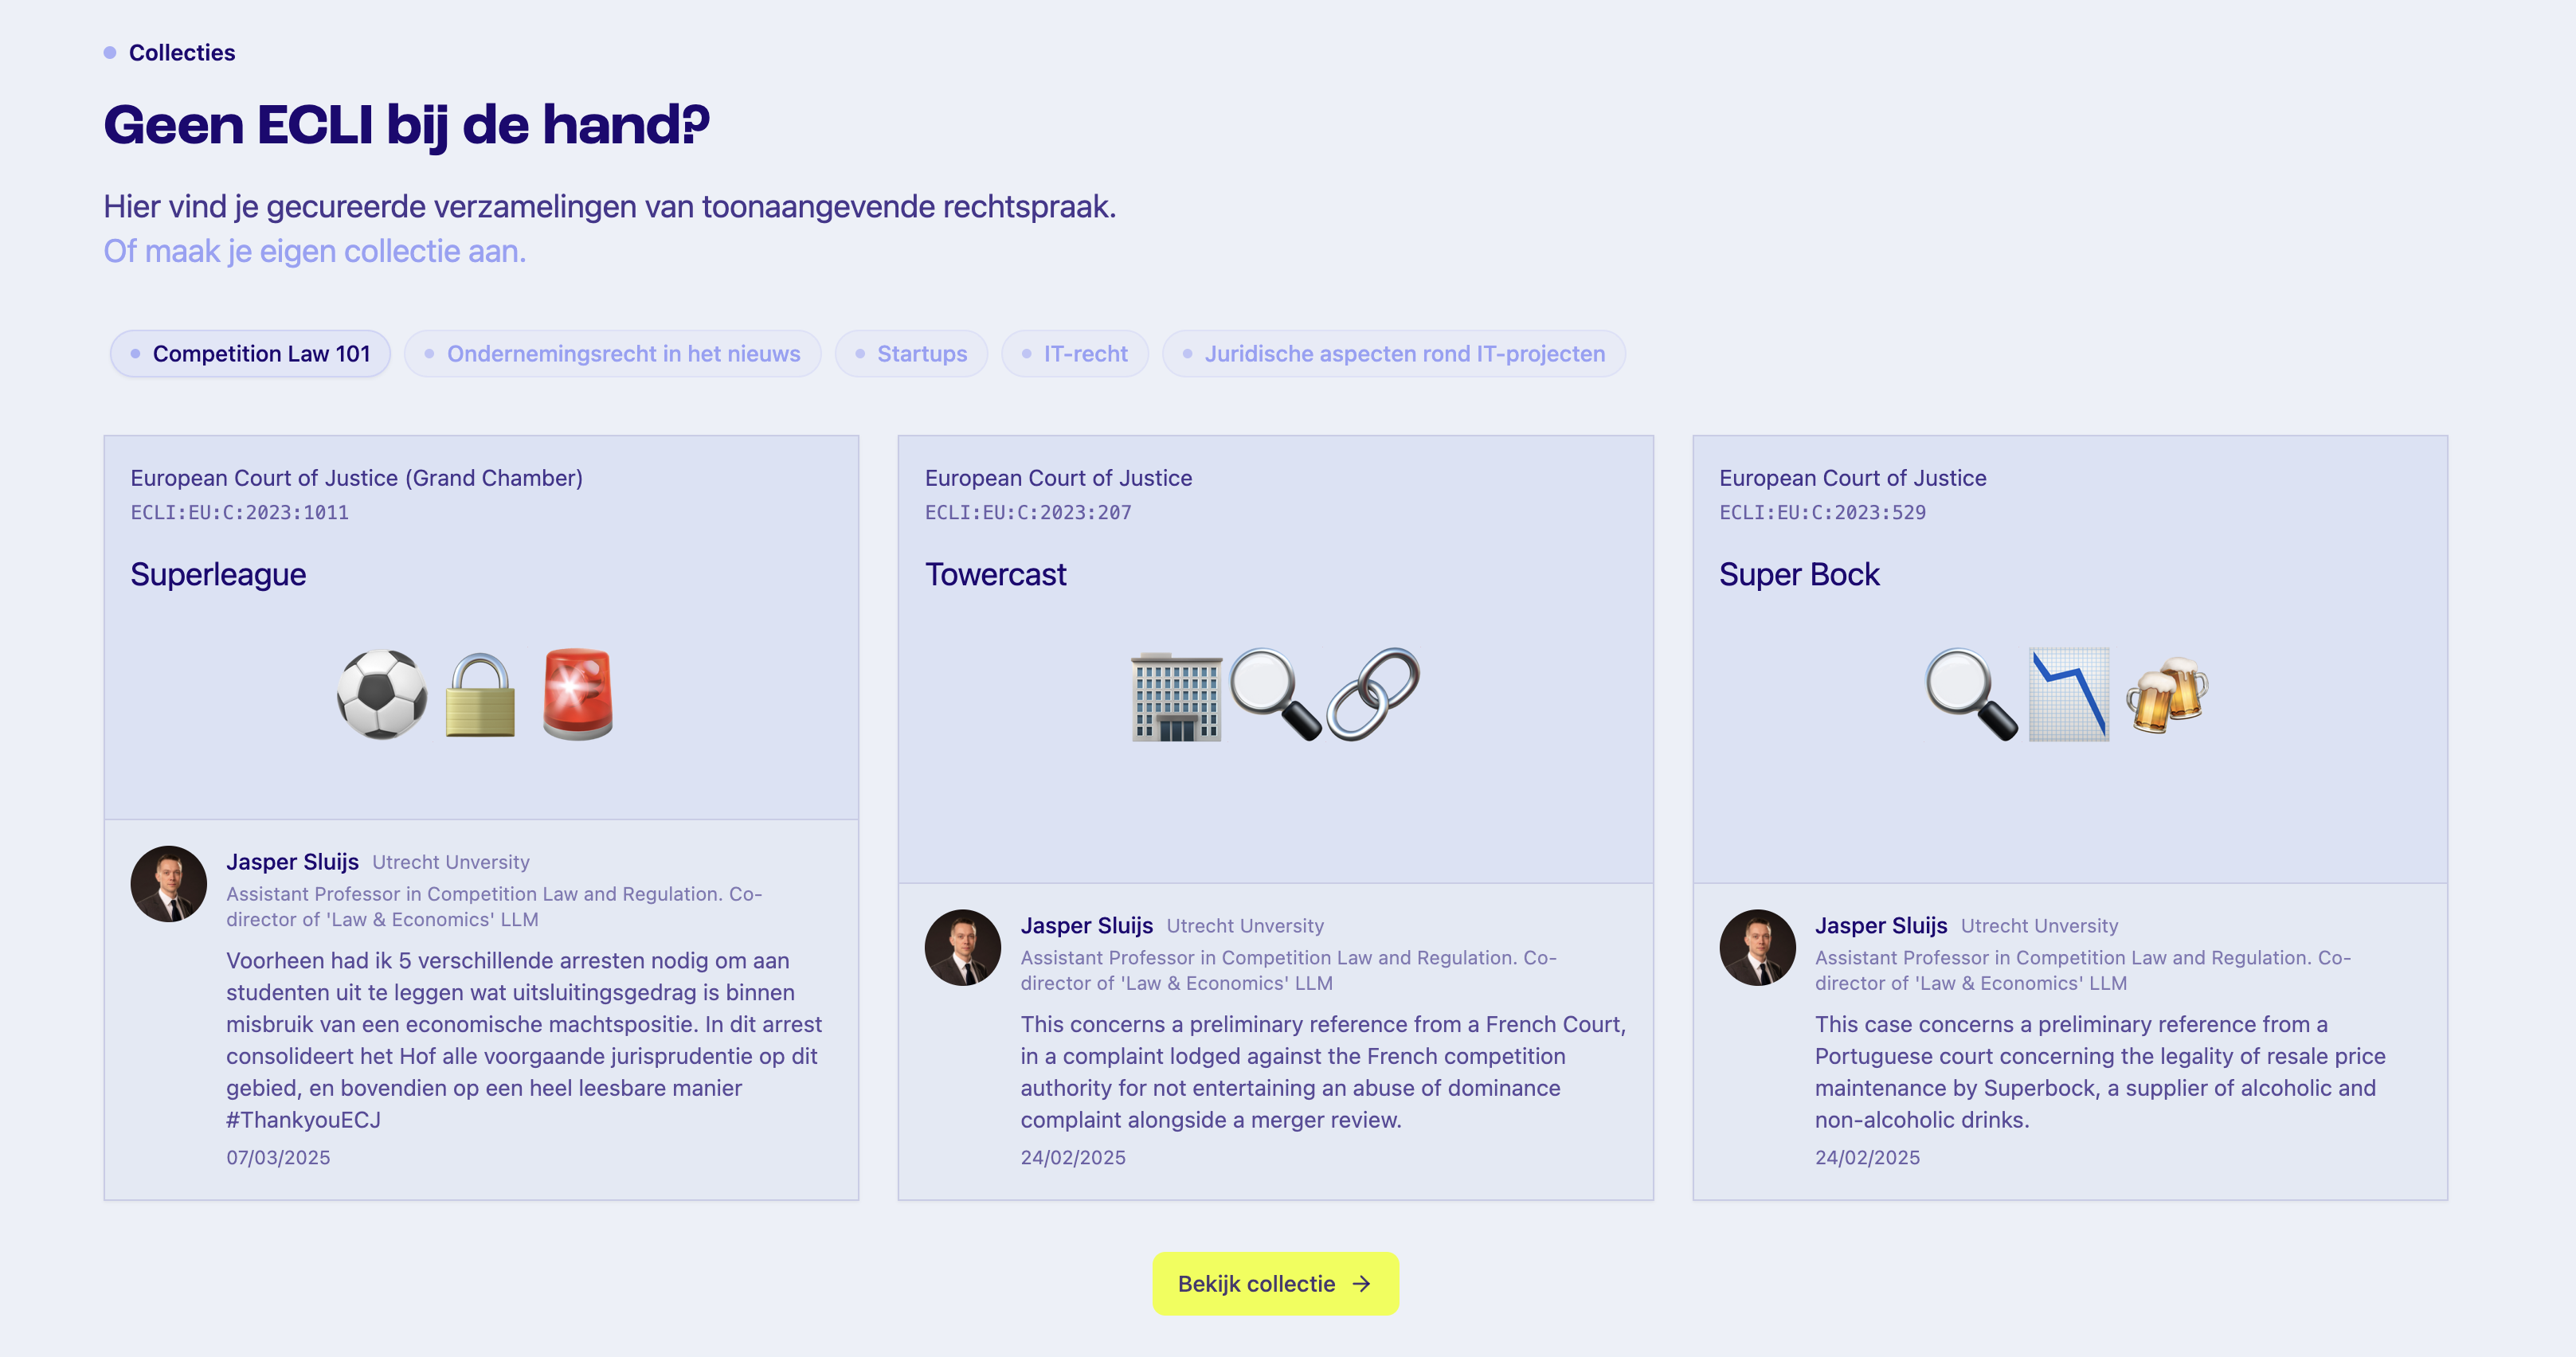 Collecties
Geen ECLI bij de hand?
Hier vind je gecureerde verzamelingen van toonaangevende rechtspraak.
Of maak je eigen collectie aan.
Competition Law 101
Ondernemingsrecht in het nieuws
Startups
IT-recht
Juridische aspecten rond IT-projecten
European Court of Justice (Grand Chamber)
ECLI:EU:C:2023:1011
Superleague
Jasper Sluijs Utrecht Unversity
Assistant Professor in Competition Law and Regulation. Co-
director of 'Law & Economics' LLM
Voorheen had ik 5 verschillende arresten nodig om aan
studenten uit te leggen wat uitsluitingsgedrag is binnen
misbruik van een economische machtspositie. In dit arrest
consolideert het Hof alle voorgaande jurisprudentie op dit
gebied, en bovendien op een heel leesbare manier
#ThankyouECJ
07/03/2025
European Court of Justice
ECLI:EU:C:2023:207
Towercast
Jasper Sluijs Utrecht Unversity
Assistant Professor in Competition Law and Regulation. Co-
director of 'Law & Economics' LLM
This concerns a preliminary reference from a French Court,
in a complaint lodged against the French competition
authority for not entertaining an abuse of dominance
complaint alongside a merger review.
24/02/2025
European Court of Justice
ECLI:EU:C:2023:529
Super Bock
Jasper Sluijs Utrecht Unversity
Assistant Professor in Competition Law and Regulation. Co-
director of 'Law & Economics' LLM
This case concerns a preliminary reference from a
Portuguese court concerning the legality of resale price
maintenance by Superbock, a supplier of alcoholic and
non-alcoholic drinks.
24/02/2025
Bekijk collectie →